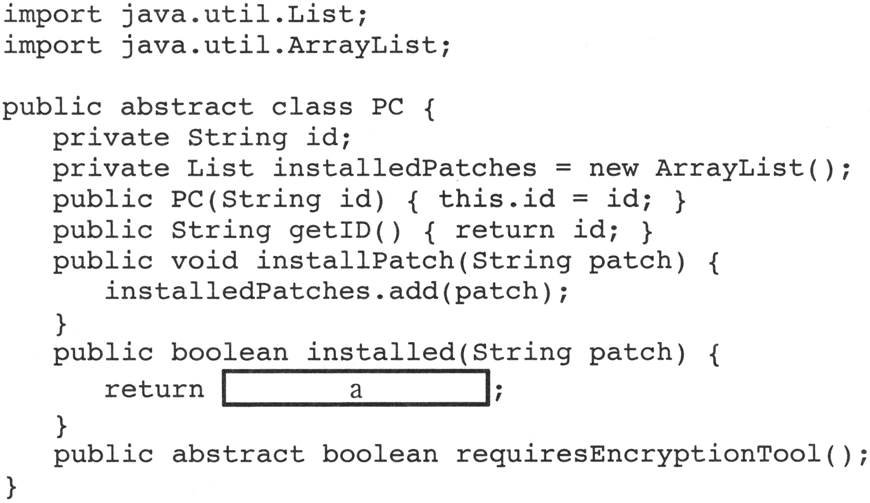 import java.util.List;
import java.util.ArrayList;
public abstract class PC {
private String id;
private List installedPatches = new ArrayList();
public PC(String id) { this.id = id; }
public String getID() { return id; }
public void installPatch(String patch) {
installedPatches.add(patch);
}
public boolean installed(String patch) {
return a ;
}
public abstract boolean requiresEncryptionTool();
}